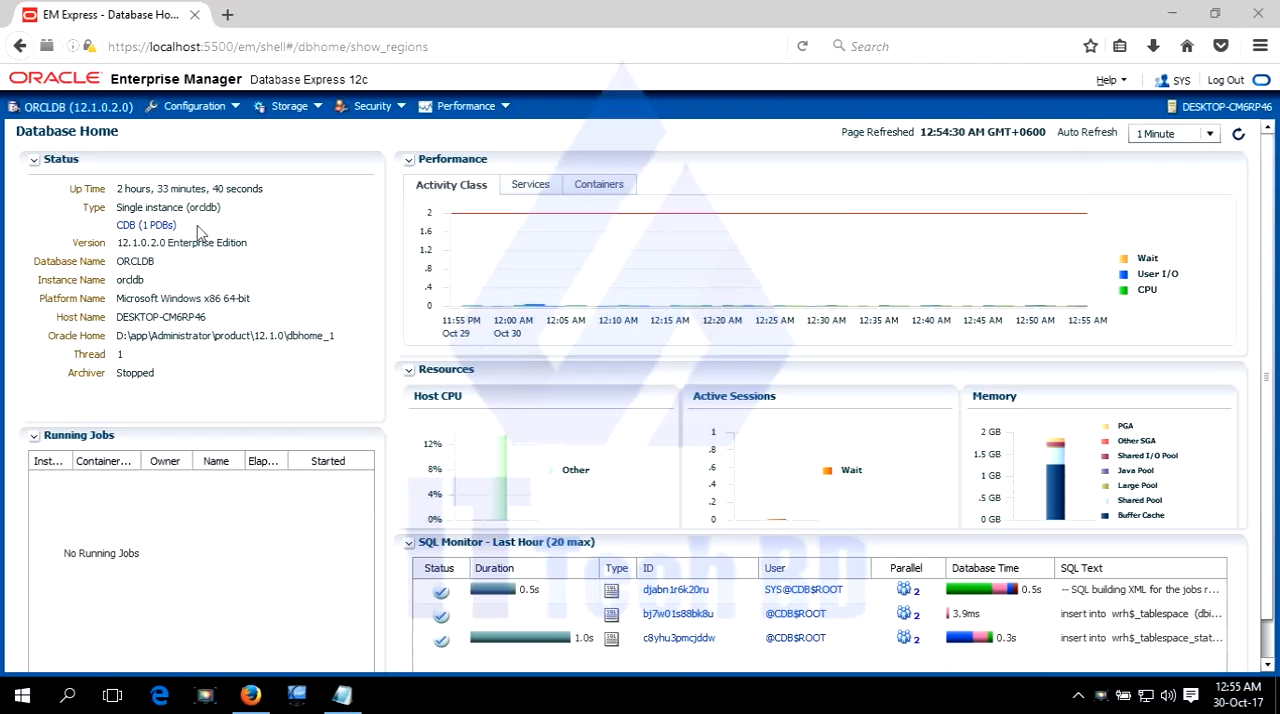 EM Express - Database Ho...
https://localhost:5500/em/shell#/dbhome/show_regions
Search
ORACLE Enterprise Manager Database Express 12c
Help
SYS
Log Out
ORCLDB (12.1.0.2.0)
Configuration
Storage
Security
Performance
DESKTOP-CM6RP46
Database Home
Page Refreshed 12:54:30 AM GMT+0600
Auto Refresh
1 Minute
Status
Up Time 2 hours, 33 minutes, 40 seconds
Type Single instance (orcldb)
CDB (1 PDBs)
Version 12.1.0.2.0 Enterprise Edition
Database Name ORCLDB
Instance Name orcldb
Platform Name Microsoft Windows x86 64-bit
Host Name DESKTOP-CM6RP46
Oracle Home D:\app\Administrator\product\12.1.0\dbhome_1
Thread 1
Archiver Stopped
Running Jobs
Inst... Container... Owner Name Elap... Started
No Running Jobs
Performance
Activity Class Services Containers
2
1.6
1.2
.8
.4
0
11:55 PM 12:00 AM 12:05 AM 12:10 AM 12:15 AM 12:20 AM 12:25 AM 12:30 AM 12:35 AM 12:40 AM 12:45 AM 12:50 AM 12:55 AM
Oct 29 Oct 30
Wait
User I/O
CPU
Resources
Host CPU
12%
8%
4%
0%
Other
Active Sessions
1
.8
.6
.4
.2
0
Wait
Memory
2 GB
1.5 GB
1 GB
.5 GB
0 GB
PGA
Other SGA
Shared I/O Pool
Java Pool
Large Pool
Shared Pool
Buffer Cache
SQL Monitor - Last Hour (20 max)
Status Duration Type ID User Parallel Database Time SQL Text
0.5s SQL djabn1r6k20ru SYS@CDB$ROOT 2 0.5s -- SQL building XML for the jobs r...
SQL bj7w01s88bk8u @CDB$ROOT 2 3.9ms insert into wrh$_tablespace (dbi...
1.0s SQL c8yhu3pmcjddw @CDB$ROOT 2 0.3s insert into wrh$_tablespace_stat...
IT
Tech BD
12:55 AM
30-Oct-17